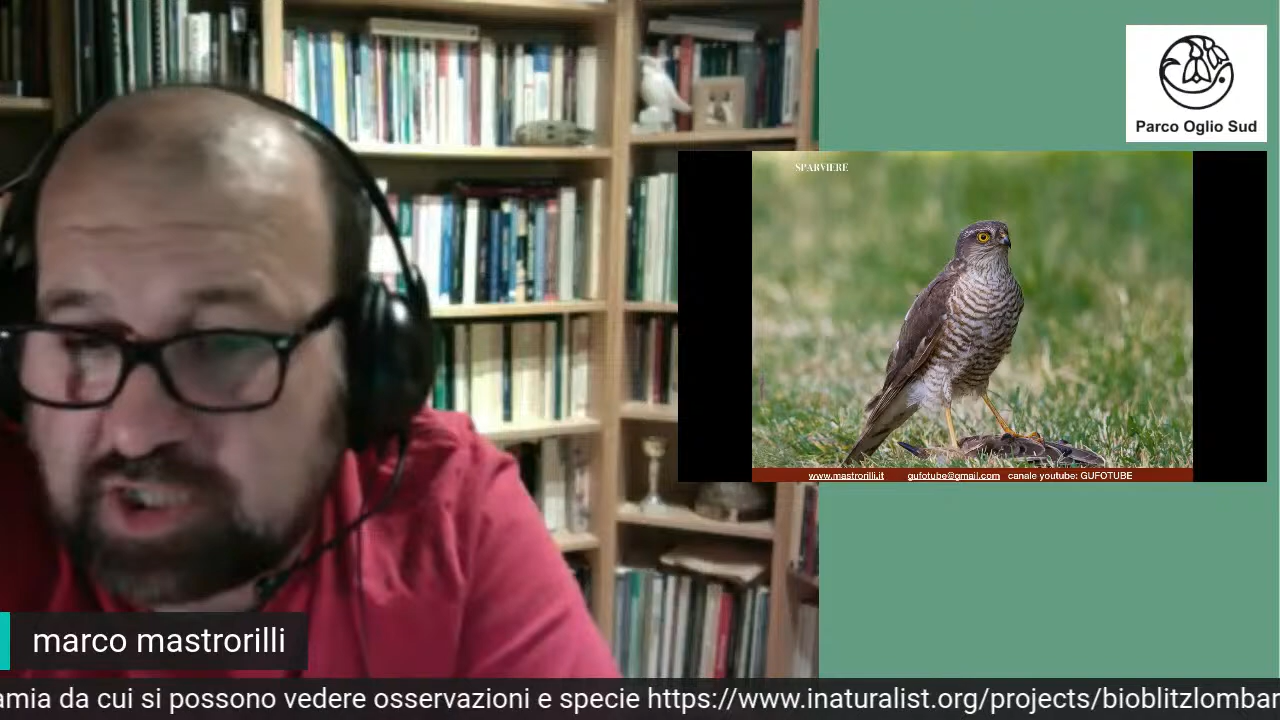 Parco Oglio Sud
SPARVIERE
www.mastrorilli.it gufotube@gmail.com canale youtube: GUFOTUBE
marco mastrorilli
amia da cui si possono vedere osservazioni e specie https://www.inaturalist.org/projects/bioblitzlombar